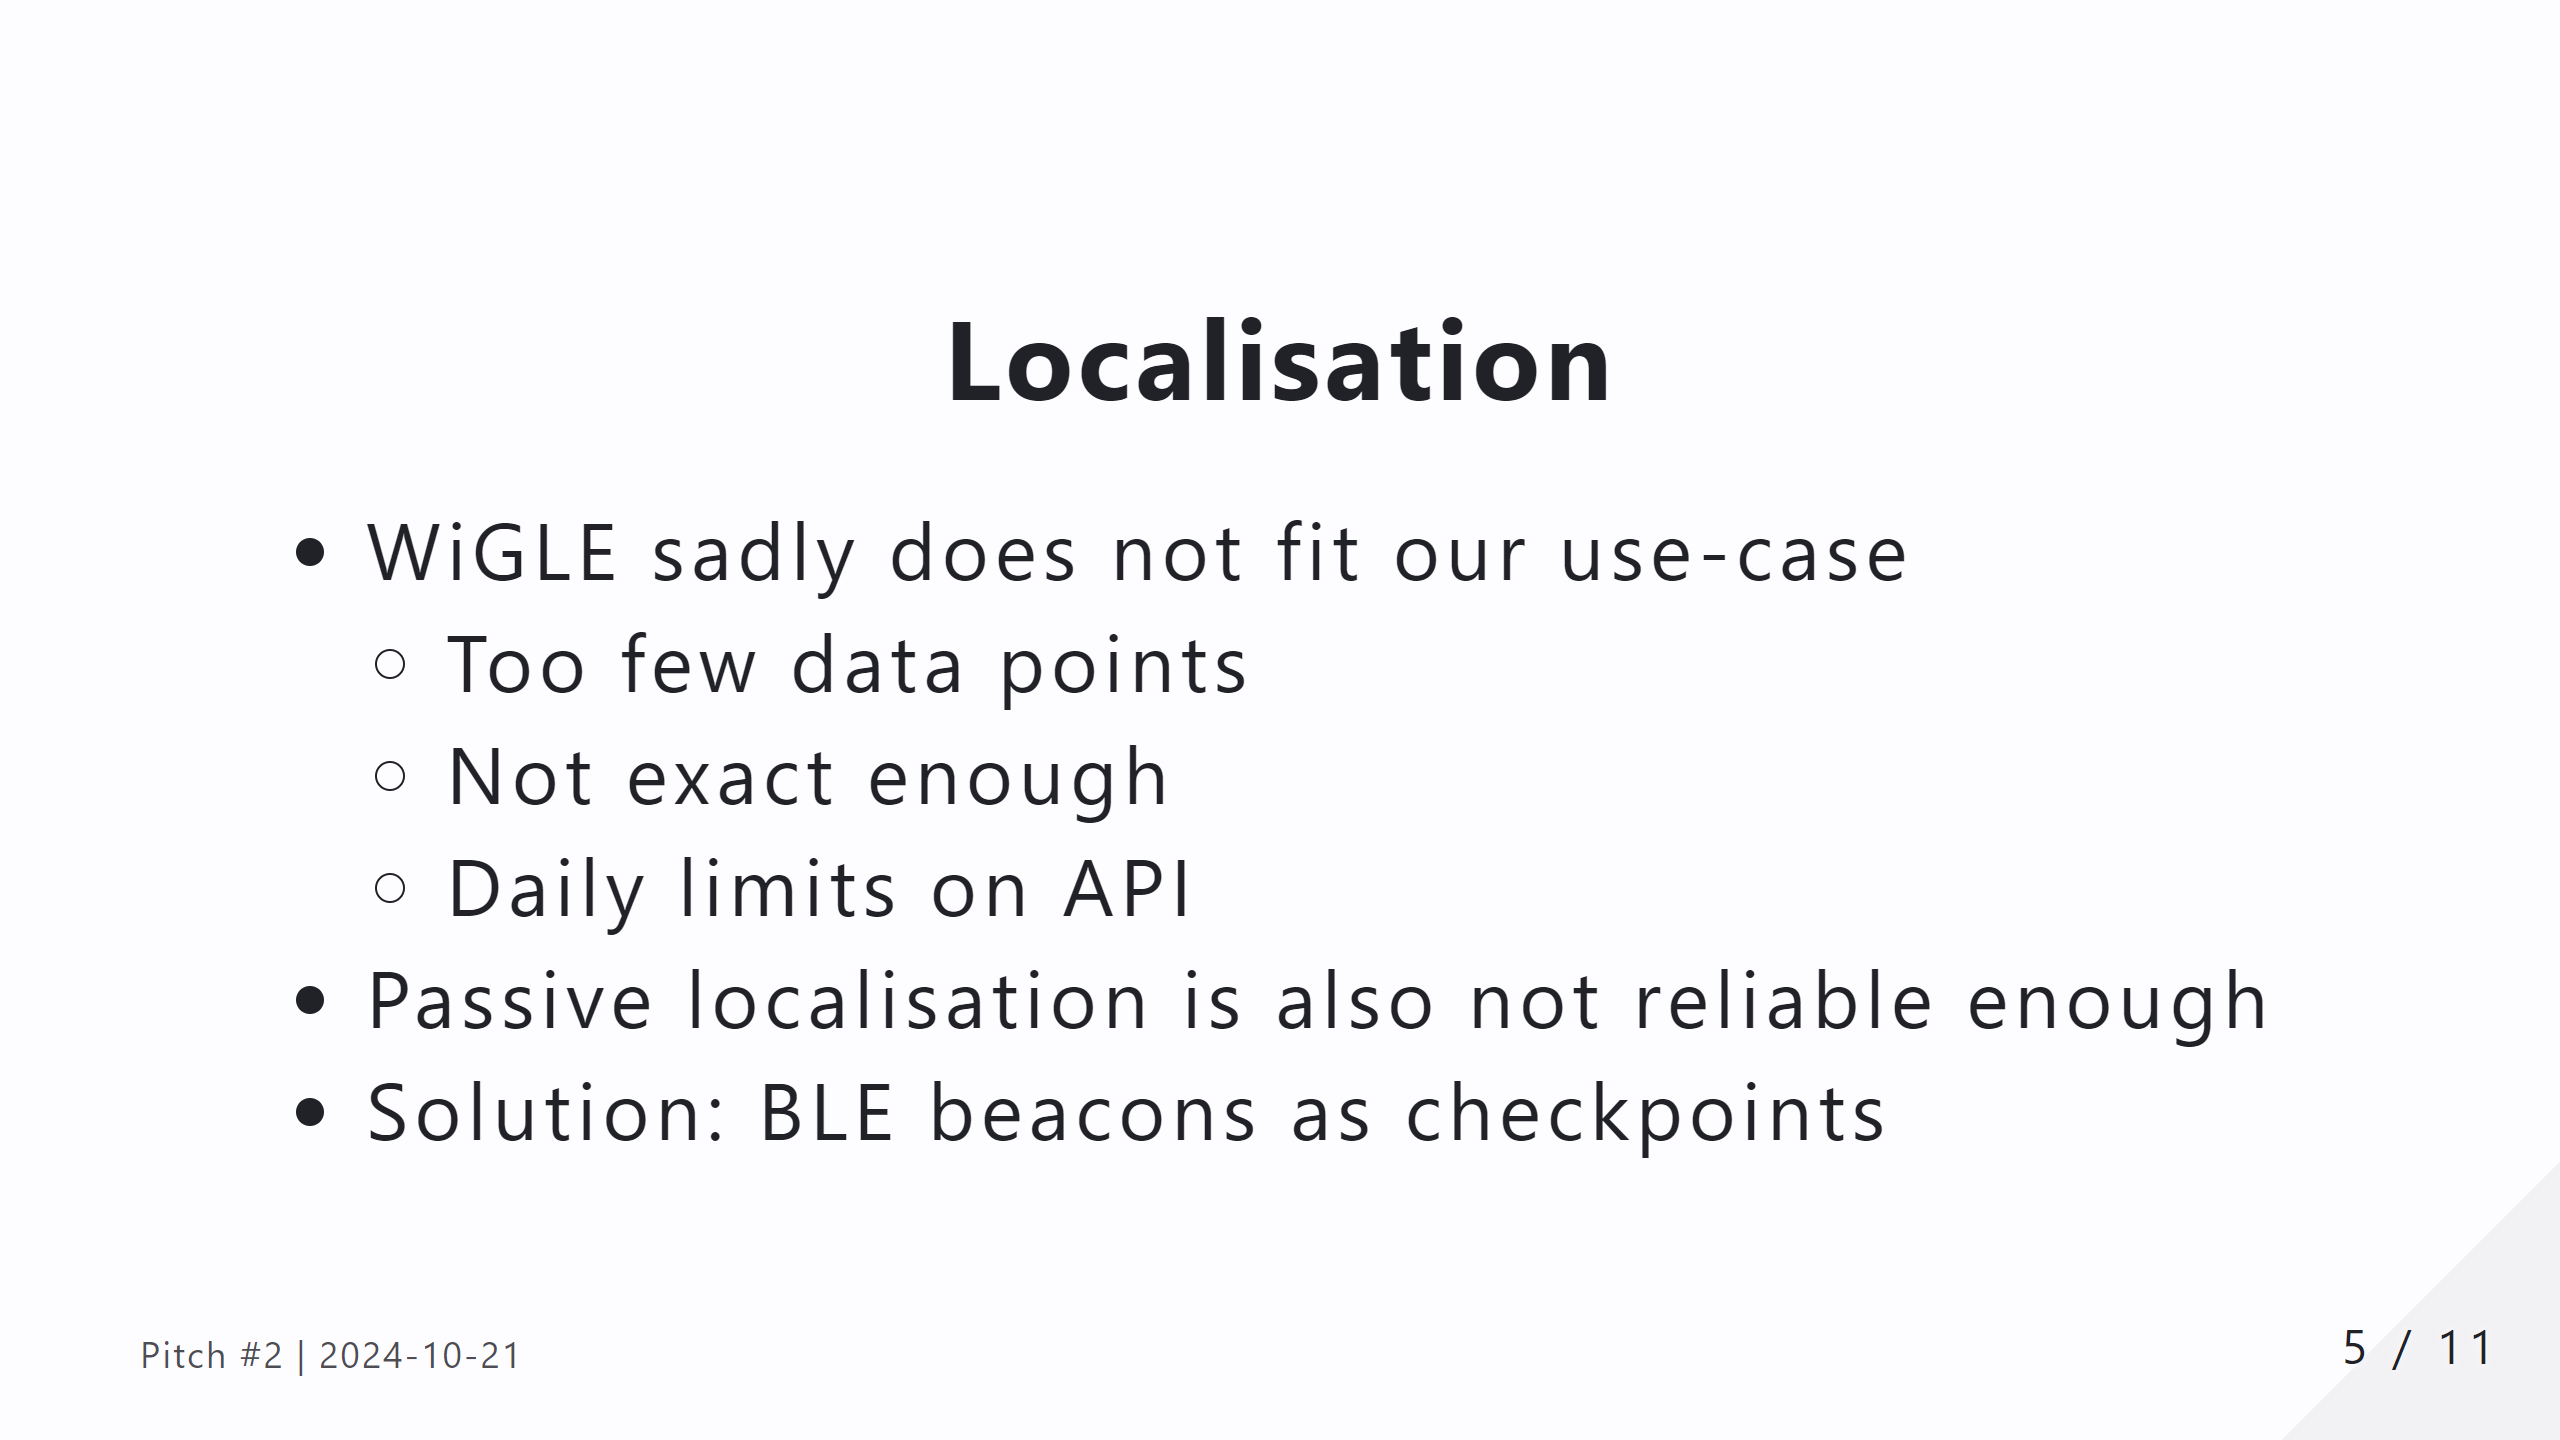 Localisation
WiGLE sadly does not fit our use-case
Too few data points
Not exact enough
Daily limits on API
Passive localisation is also not reliable enough
Solution: BLE beacons as checkpoints
Pitch #2 | 2024-10-21
5 / 11